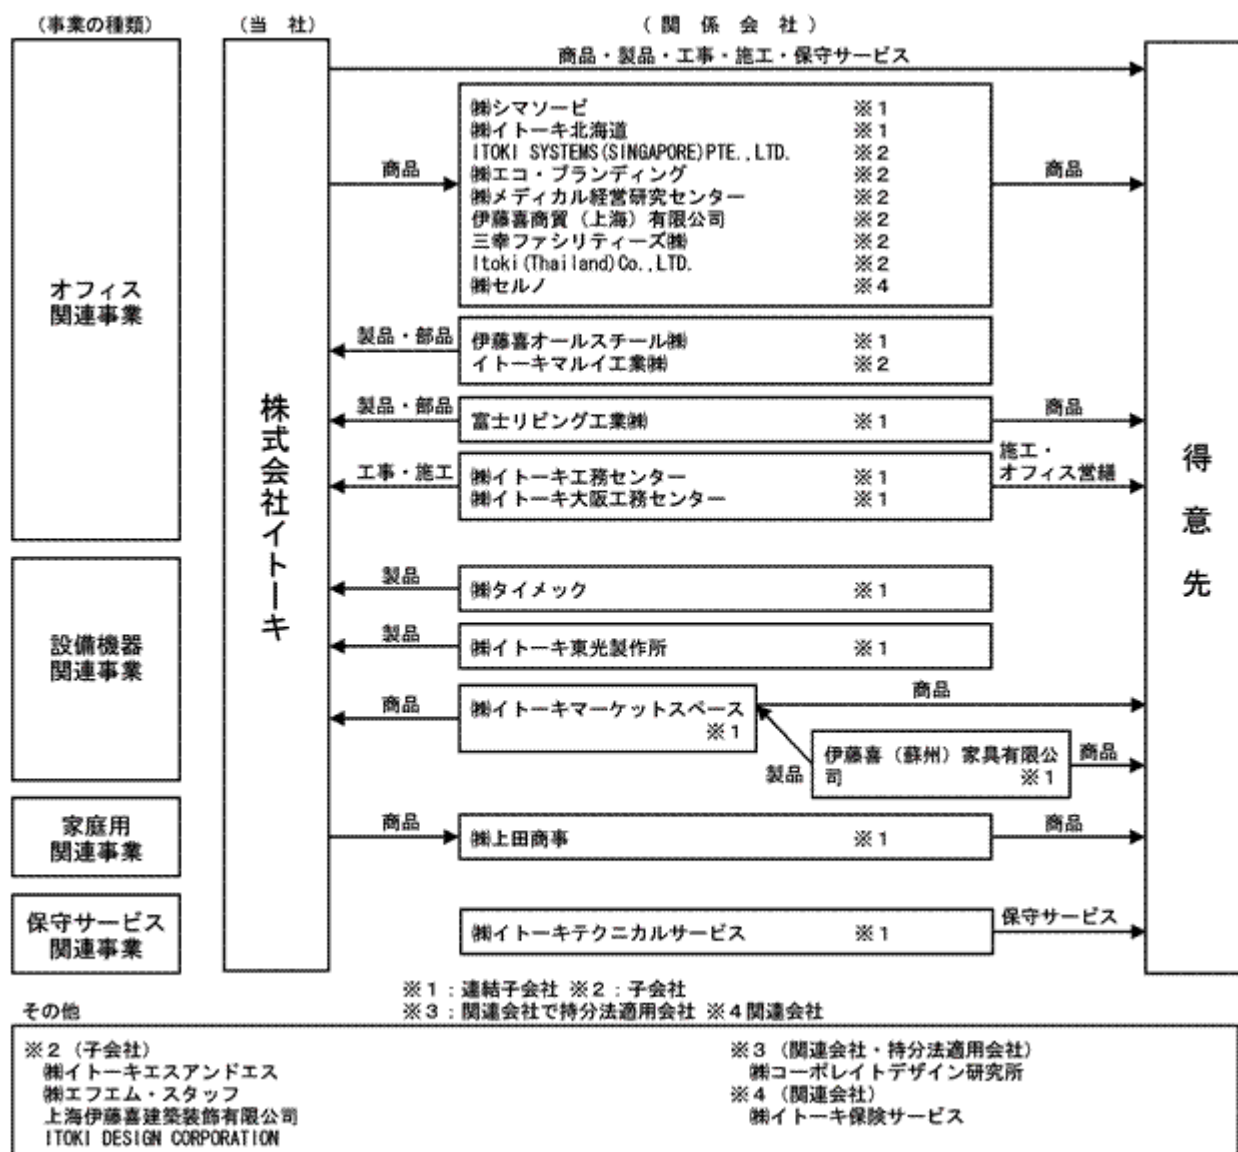 （事業の種類）
（当　社）
（関　係　会　社）
商品・製品・工事・施工・保守サービス
オフィス
関連事業
設備機器
関連事業
家庭用
関連事業
保守サービス
関連事業
株式会社イトーキ
得意先
商品
㈱シマソービ ※１
㈱イトーキ北海道 ※１
ITOKI SYSTEMS(SINGAPORE)PTE.,LTD. ※２
㈱エコ・ブランディング ※２
㈱メディカル経営研究センター ※２
伊藤喜商貿（上海）有限公司 ※２
三幸ファシリティーズ㈱ ※２
Itoki(Thailand)Co.,LTD. ※２
㈱セルノ ※４
商品
製品・部品
伊藤喜オールスチール㈱ ※１
イトーキマルイ工業㈱ ※２
製品・部品
富士リビング工業㈱ ※１
商品
工事・施工
㈱イトーキ工務センター ※１
㈱イトーキ大阪工務センター ※１
施工・
オフィス営繕
製品
㈱タイメック ※１
製品
㈱イトーキ東光製作所 ※１
商品
㈱イトーキマーケットスペース
※１
商品
製品
伊藤喜（蘇州）家具有限公
司 ※１
商品
商品
㈱上田商事 ※１
商品
㈱イトーキテクニカルサービス ※１
保守サービス
※１：連結子会社 ※２：子会社
※３：関連会社で持分法適用会社 ※４関連会社
その他
※２（子会社）
㈱イトーキエスアンドエス
㈱エフエム・スタッフ
上海伊藤喜建築装飾有限公司
ITOKI DESIGN CORPORATION
※３（関連会社・持分法適用会社）
㈱コーポレイトデザイン研究所
※４（関連会社）
㈱イトーキ保険サービス